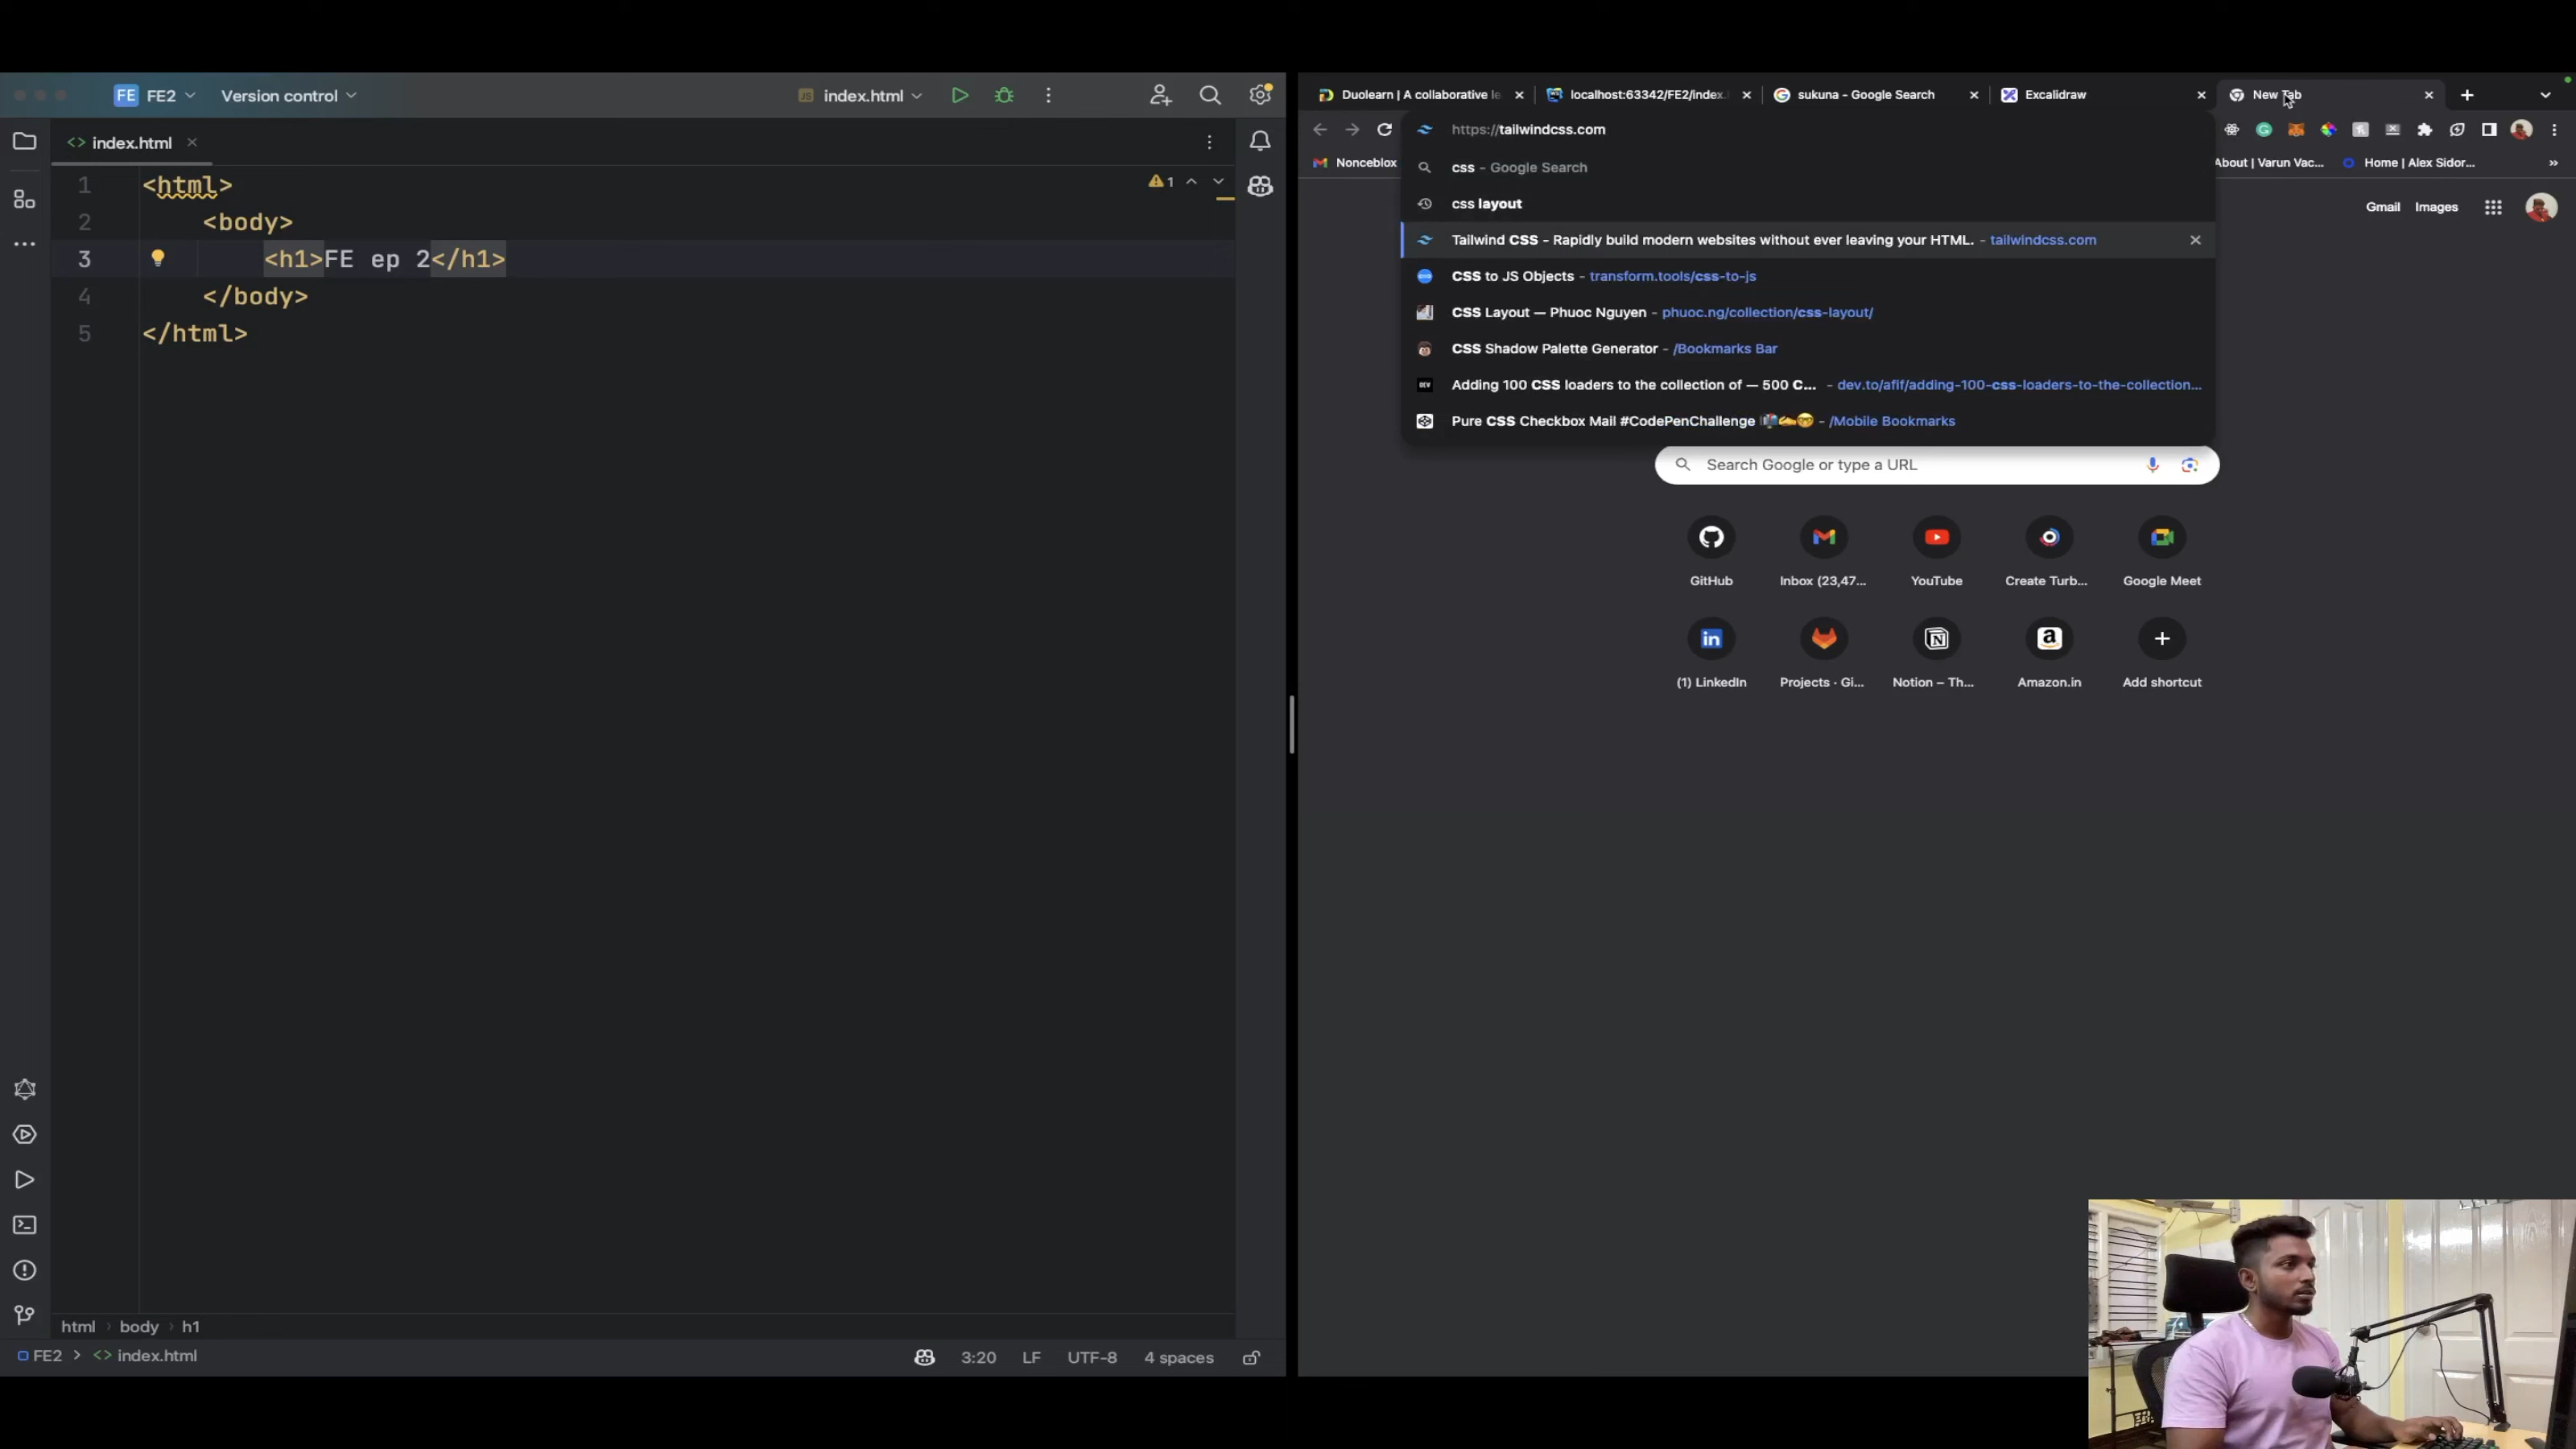 FE FE2 Version control
JS index.html
<> index.html
1 <html>
2 <body>
3 <h1>FE ep 2</h1>
4 </body>
5 </html>
1
html > body > h1
FE2 > <> index.html
3:20 LF UTF-8 4 spaces
Duolearn | A collaborative le
localhost:63342/FE2/index.
sukuna - Google Search
Excalidraw
New Tab
https://tailwindcss.com
Nonceblox
About | Varun Vac...
Home | Alex Sidor...
css - Google Search
css layout
Tailwind CSS - Rapidly build modern websites without ever leaving your HTML. - tailwindcss.com
CSS to JS Objects - transform.tools/css-to-js
CSS Layout — Phuoc Nguyen - phuoc.ng/collection/css-layout/
CSS Shadow Palette Generator - /Bookmarks Bar
DEV Adding 100 CSS loaders to the collection of — 500 C... - dev.to/afif/adding-100-css-loaders-to-the-collection...
Pure CSS Checkbox Mail #CodePenChallenge 📬✍️🤓 - /Mobile Bookmarks
Gmail Images
Search Google or type a URL
GitHub Inbox (23,47... YouTube Create Turb... Google Meet
(1) LinkedIn Projects · Gi... Notion – Th... Amazon.in Add shortcut